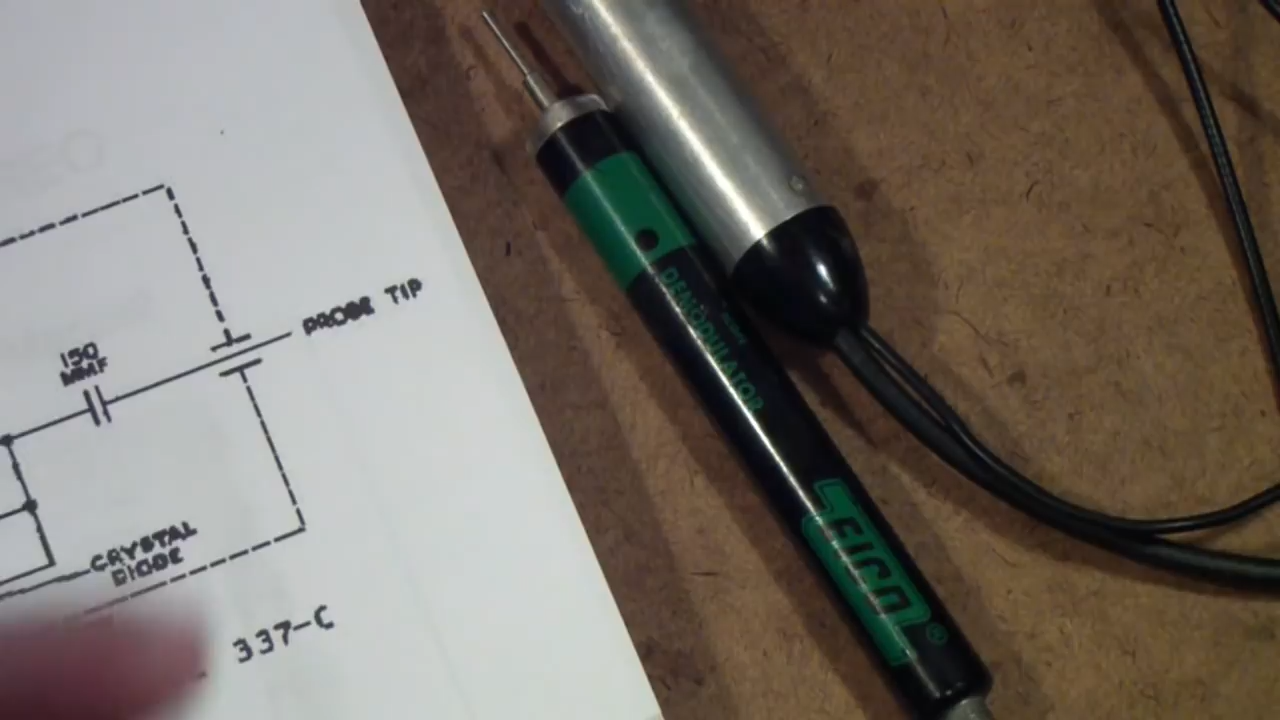 150
MMF
PROBE TIP
CRYSTAL
DIODE
337-C
DEMODULATOR
EICO®